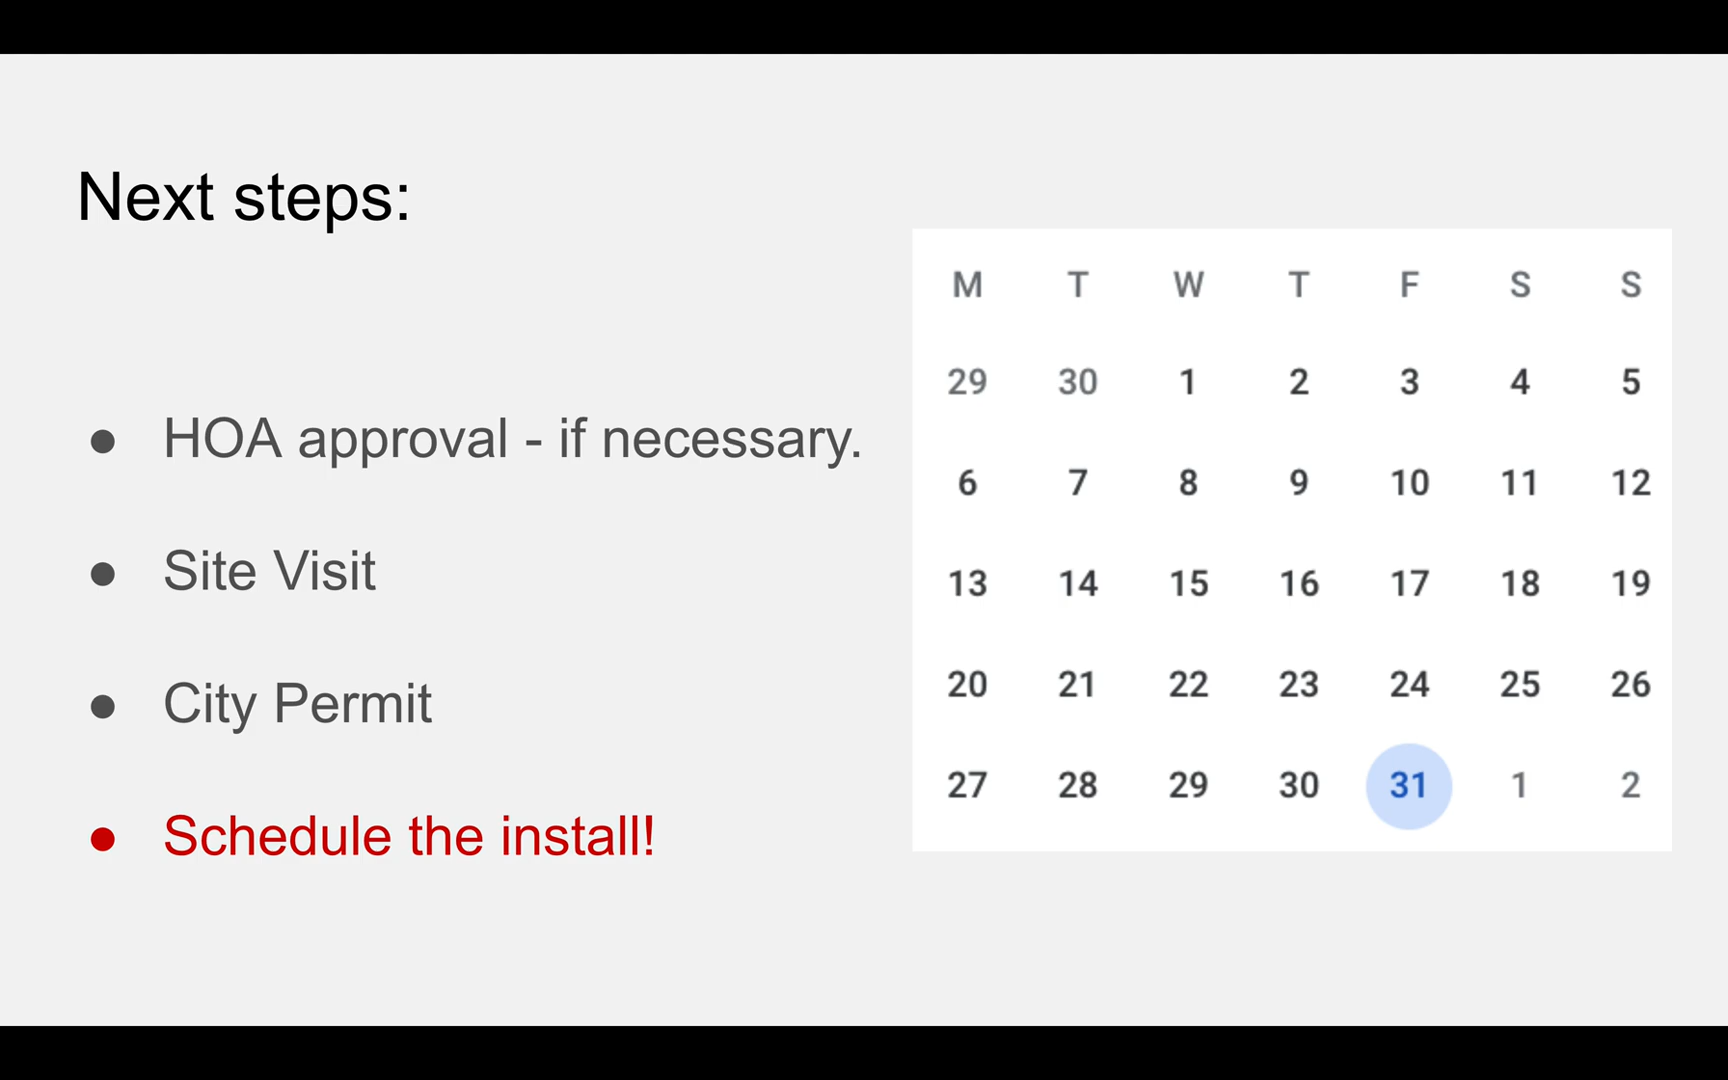 Next steps:
● HOA approval - if necessary.
● Site Visit
● City Permit
● Schedule the install!
M T W T F S S
29 30 1 2 3 4 5
6 7 8 9 10 11 12
13 14 15 16 17 18 19
20 21 22 23 24 25 26
27 28 29 30 31 1 2